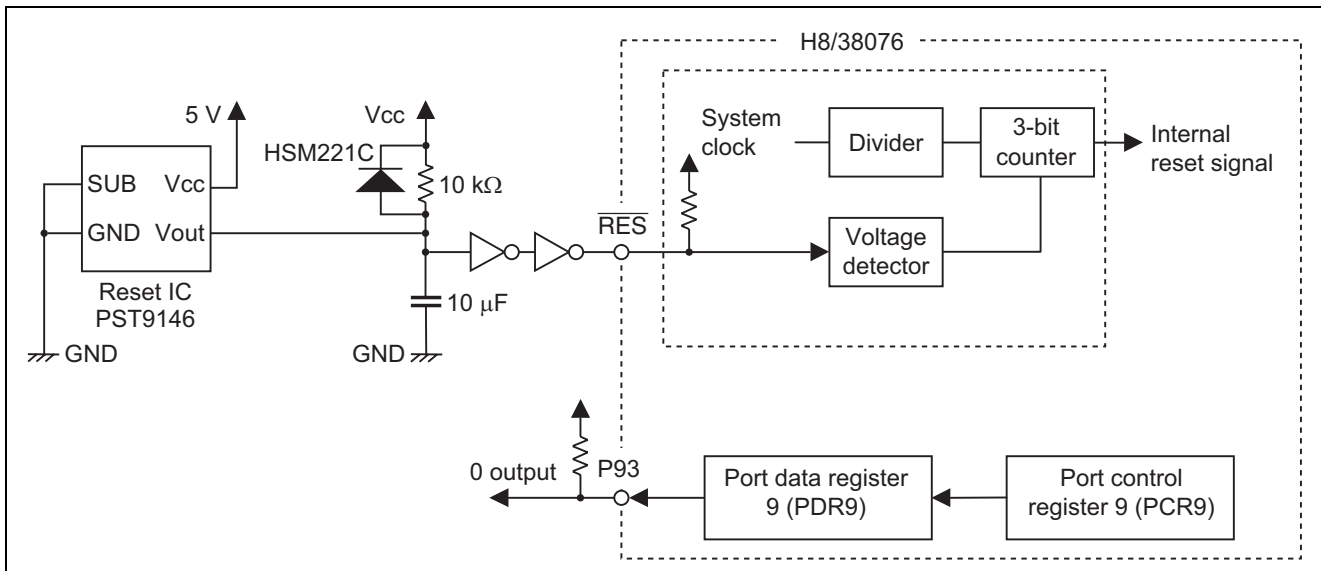 H8/38076
5 V
SUB
Vcc
GND
Vout
Reset IC
PST9146
GND
Vcc
HSM221C
10 kΩ
10 μF
GND
RES
System
clock
Divider
3-bit
counter
Internal
reset signal
Voltage
detector
0 output
P93
Port data register
9 (PDR9)
Port control
register 9 (PCR9)